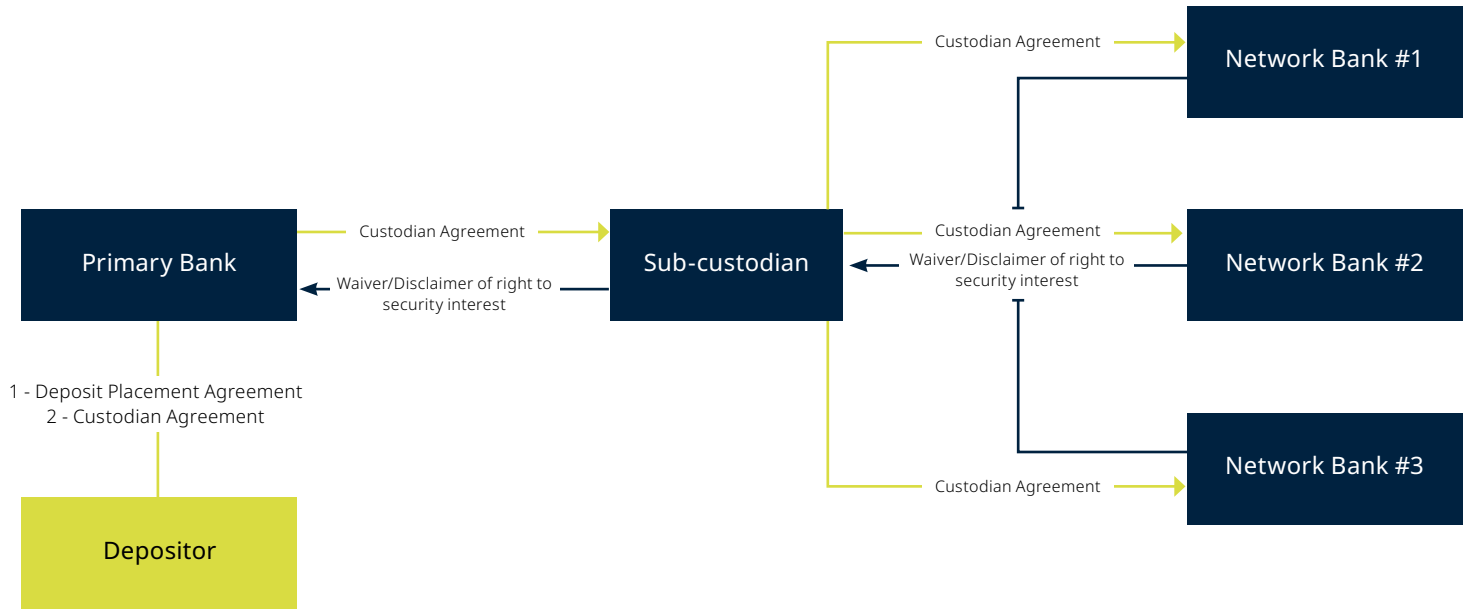 Custodian Agreement
Network Bank #1
Primary Bank
Custodian Agreement
Waiver/Disclaimer of right to
security interest
Sub-custodian
Custodian Agreement
Waiver/Disclaimer of right to
security interest
Network Bank #2
1 - Deposit Placement Agreement
2 - Custodian Agreement
Custodian Agreement
Network Bank #3
Depositor